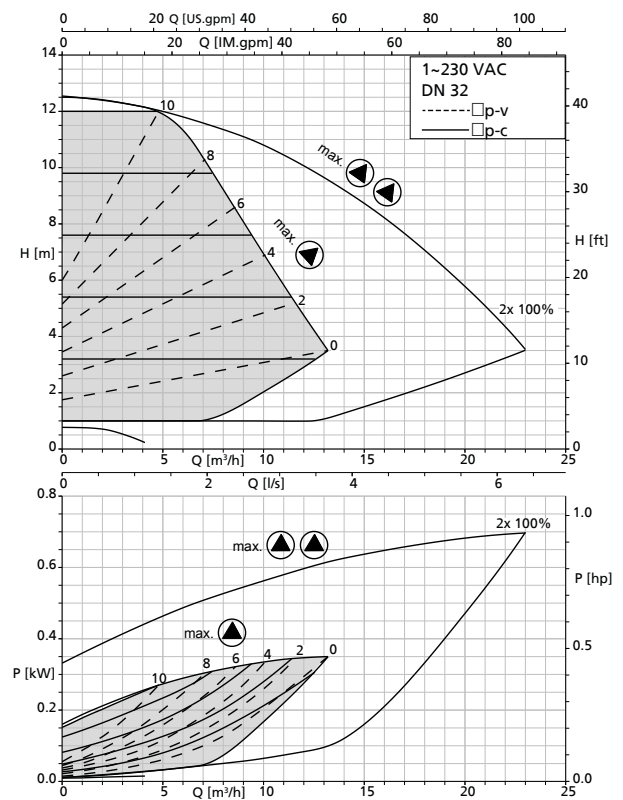 0 20 Q [US.gpm] 40 60 80 100
0 20 Q [IM.gpm] 40 60 80
14
12
10
8
H [m]
6
4
2
0
1~230 VAC
DN 32
□p-v
□p-c
40
30
H [ft]
20
10
0
10
8
6
4
2
0
max.
max.
2x 100%
0 5 Q [m³/h] 10 15 20 25
0 2 Q [l/s] 4 6
0.8
0.6
0.4
P [kW]
0.2
0.0
2x 100%
max.
max.
10 8 6 4 2 0
1.0
P [hp]
0.5
0.0
0 5 Q [m³/h] 10 15 20 25